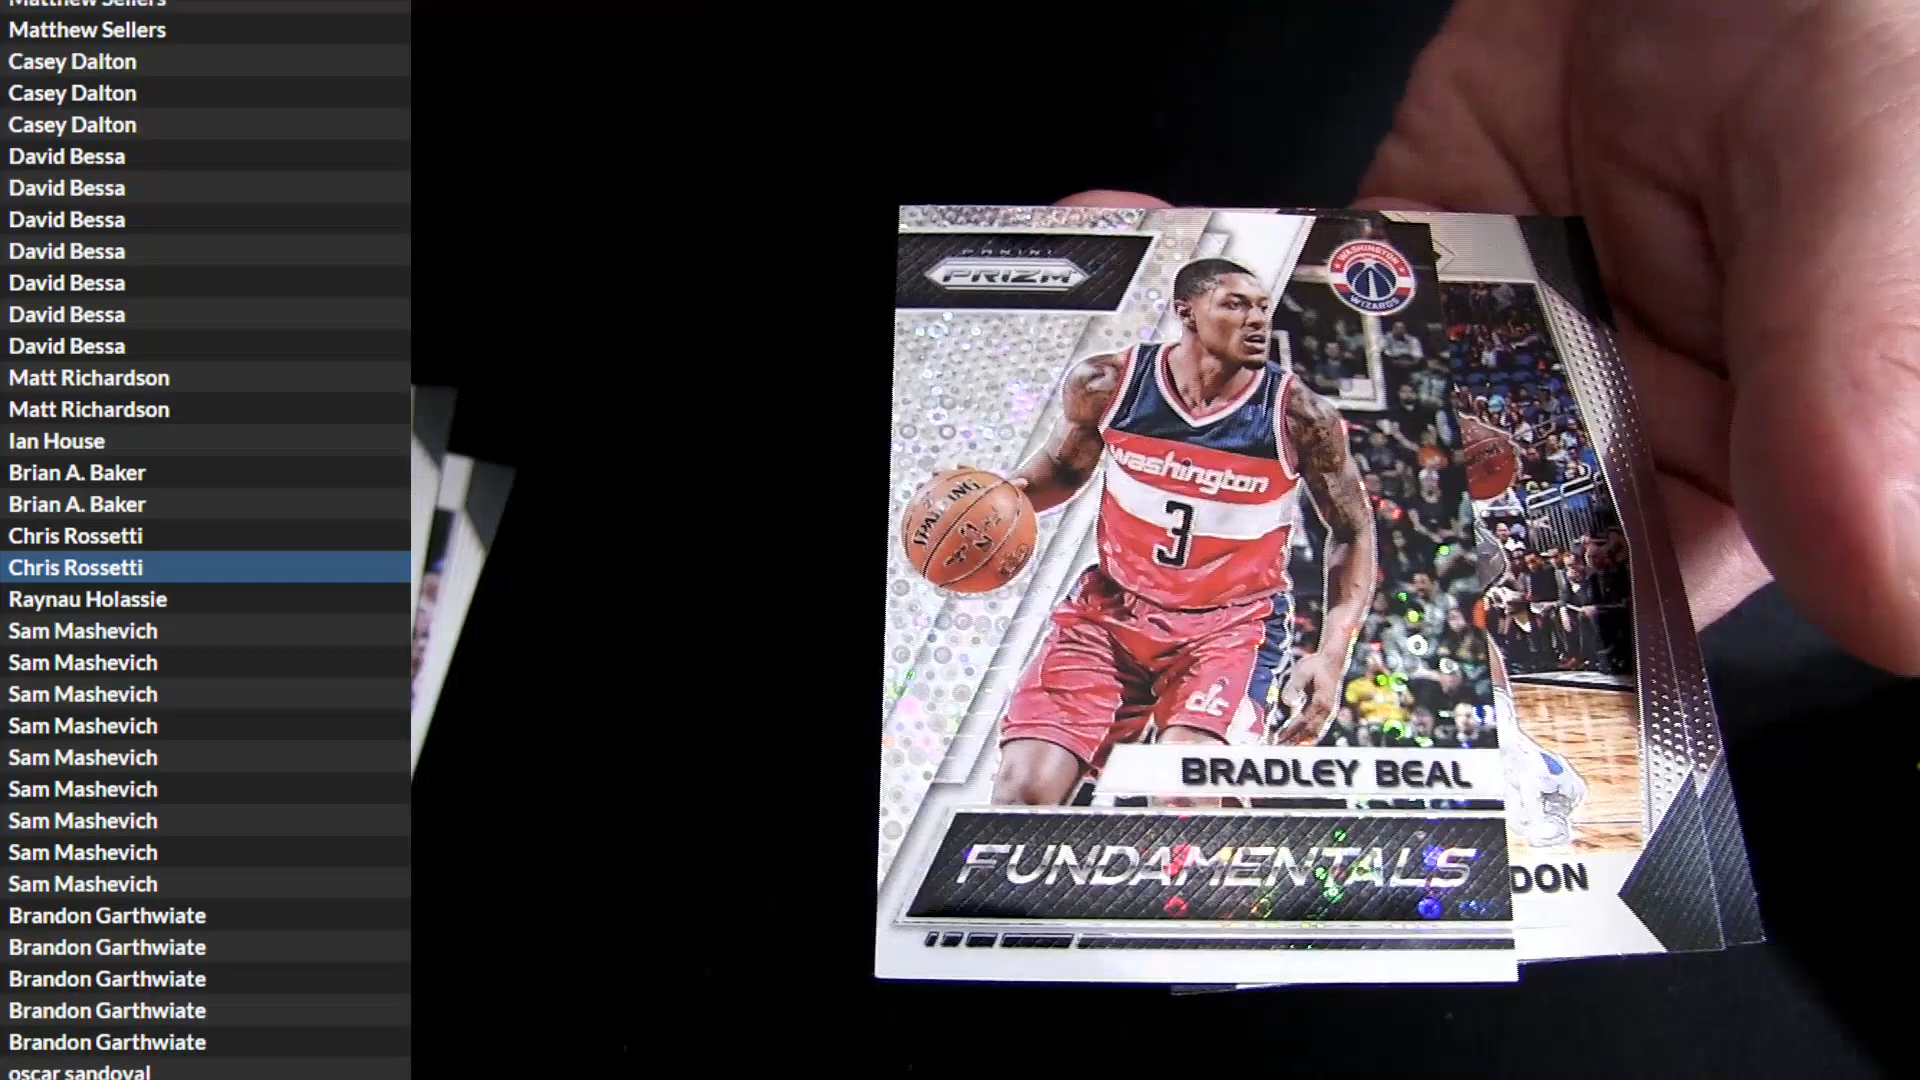 Matthew Sellers
Matthew Sellers
Casey Dalton
Casey Dalton
Casey Dalton
David Bessa
David Bessa
David Bessa
David Bessa
David Bessa
David Bessa
David Bessa
Matt Richardson
Matt Richardson
Ian House
Brian A. Baker
Brian A. Baker
Chris Rossetti
Chris Rossetti
Raynau Holassie
Sam Mashevich
Sam Mashevich
Sam Mashevich
Sam Mashevich
Sam Mashevich
Sam Mashevich
Sam Mashevich
Sam Mashevich
Sam Mashevich
Brandon Garthwiate
Brandon Garthwiate
Brandon Garthwiate
Brandon Garthwiate
Brandon Garthwiate
oscar sandoval
PANINI
PRIZM
WASHINGTON
WIZARDS
SPALDING
washington
3
dc
BRADLEY BEAL
FUNDAMENTALS
DON